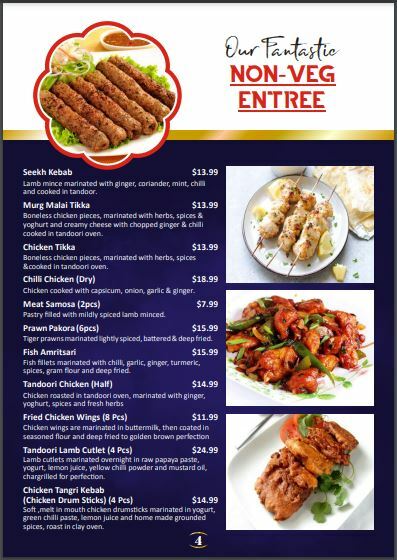 Our Fantastic
NON-VEG
ENTREE
Seekh Kebab $13.99
Lamb mince marinated with ginger, coriander, mint, chilli
and cooked in tandoor.
Murg Malai Tikka $13.99
Boneless chicken pieces, marinated with herbs, spices &
yoghurt and creamy cheese with chopped ginger & chilli
cooked in tandoori oven.
Chicken Tikka $13.99
Boneless chicken pieces, marinated with herbs, spices
&cooked in tandoori oven.
Chilli Chicken (Dry) $18.99
Chicken cooked with capsicum, onion, garlic & ginger.
Meat Samosa (2pcs) $7.99
Pastry filled with mildly spiced lamb minced.
Prawn Pakora (6pcs) $15.99
Tiger prawns marinated lightly spiced, battered & deep fried.
Fish Amritsari $15.99
Fish fillets marinated with chilli, garlic, ginger, turmeric,
spices, gram flour and deep fried.
Tandoori Chicken (Half) $14.99
Chicken roasted in tandoori oven, marinated with ginger,
yoghurt, spices and fresh herbs
Fried Chicken Wings (8 Pcs) $11.99
Chicken wings are marinated in buttermilk, then coated in
seasoned flour and deep fried to golden brown perfection
Tandoori Lamb Cutlet (4 Pcs) $24.99
Lamb cutlets marinated overnight in raw papaya paste,
yogurt, lemon juice, yellow chilli powder and mustard oil,
chargrilled for perfection.
Chicken Tangri Kebab
(Chicken Drum Sticks) (4 Pcs) $14.99
Soft ,melt in mouth chicken drumsticks marinated in yogurt,
green chilli paste, lemon juice and home made grounded
spices, roast in clay oven.
4